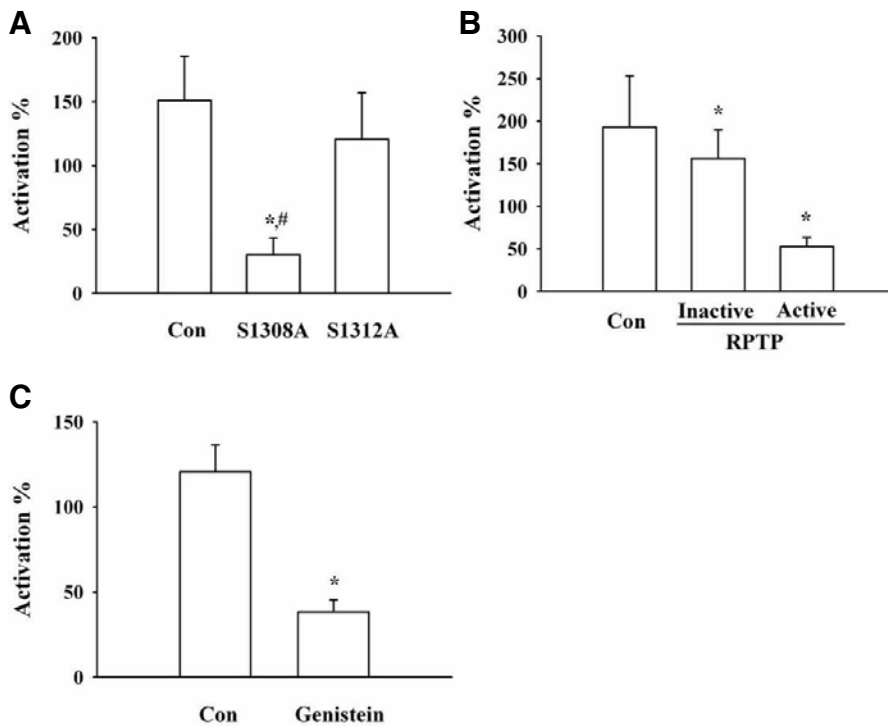 A
Activation %
200
150
100
50
0
*,#
Con S1308A S1312A
B
Activation %
300
250
200
150
100
50
0
*
*
Con
Inactive Active
RPTP
C
Activation %
150
100
50
0
*
Con Genistein